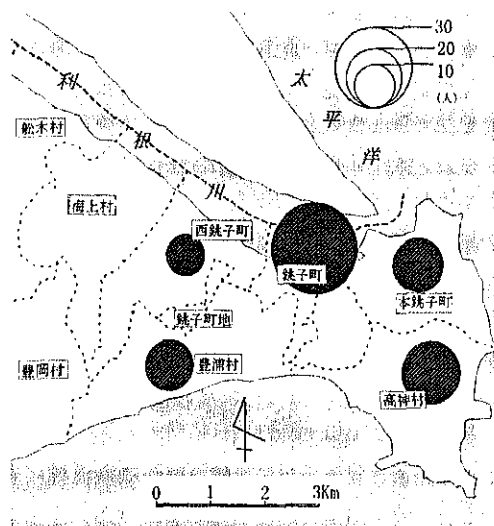 30
20
10
(人)
太平洋
利根川
船木村
海上村
西銚子町
銚子町
本銚子町
銚子町地
豊岡村
豊浦村
高神村
0 1 2 3Km